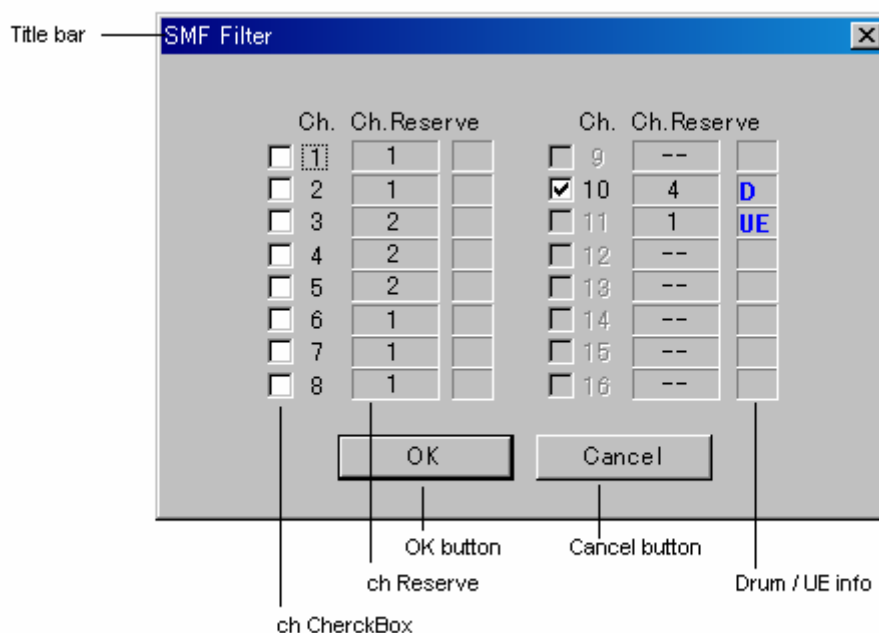 Title bar
SMF Filter
Ch. Ch.Reserve Ch. Ch.Reserve
1 1 9 --
2 1 10 4 D
3 2 11 1 UE
4 2 12 --
5 2 13 --
6 1 14 --
7 1 15 --
8 1 16 --
OK Cancel
OK button Cancel button
ch Reserve Drum / UE info
ch CherckBox